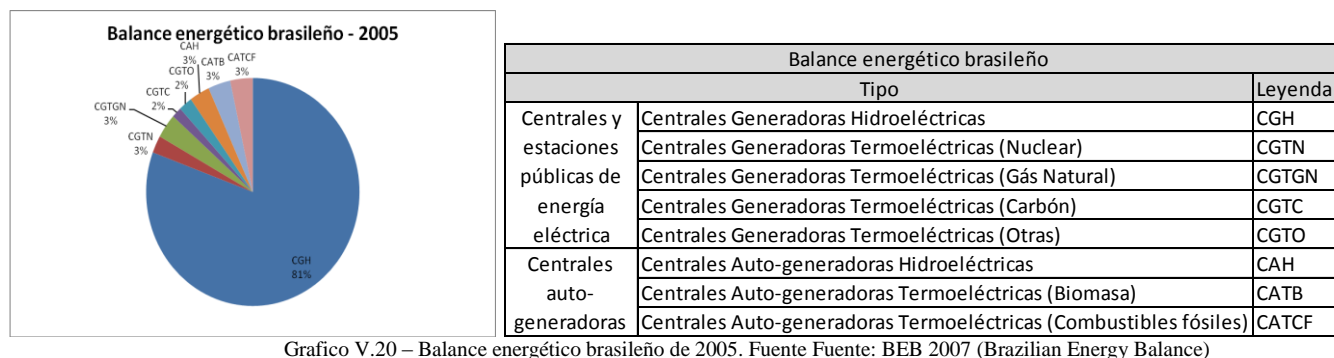 Balance energético brasileño - 2005
CAH
3%
CATB
3%
CATCF
3%
CGTO
2%
CGTC
2%
CGTGN
3%
CGTN
3%
CGH
81%
Balance energético brasileño
Tipo Leyenda
Centrales y estaciones públicas de energía eléctrica
Centrales Generadoras Hidroeléctricas CGH
Centrales Generadoras Termoeléctricas (Nuclear) CGTN
Centrales Generadoras Termoeléctricas (Gás Natural) CGTGN
Centrales Generadoras Termoeléctricas (Carbón) CGTC
Centrales Generadoras Termoeléctricas (Otras) CGTO
Centrales auto-generadoras
Centrales Auto-generadoras Hidroeléctricas CAH
Centrales Auto-generadoras Termoeléctricas (Biomasa) CATB
Centrales Auto-generadoras Termoeléctricas (Combustibles fósiles) CATCF
Grafico V.20 – Balance energético brasileño de 2005. Fuente Fuente: BEB 2007 (Brazilian Energy Balance)